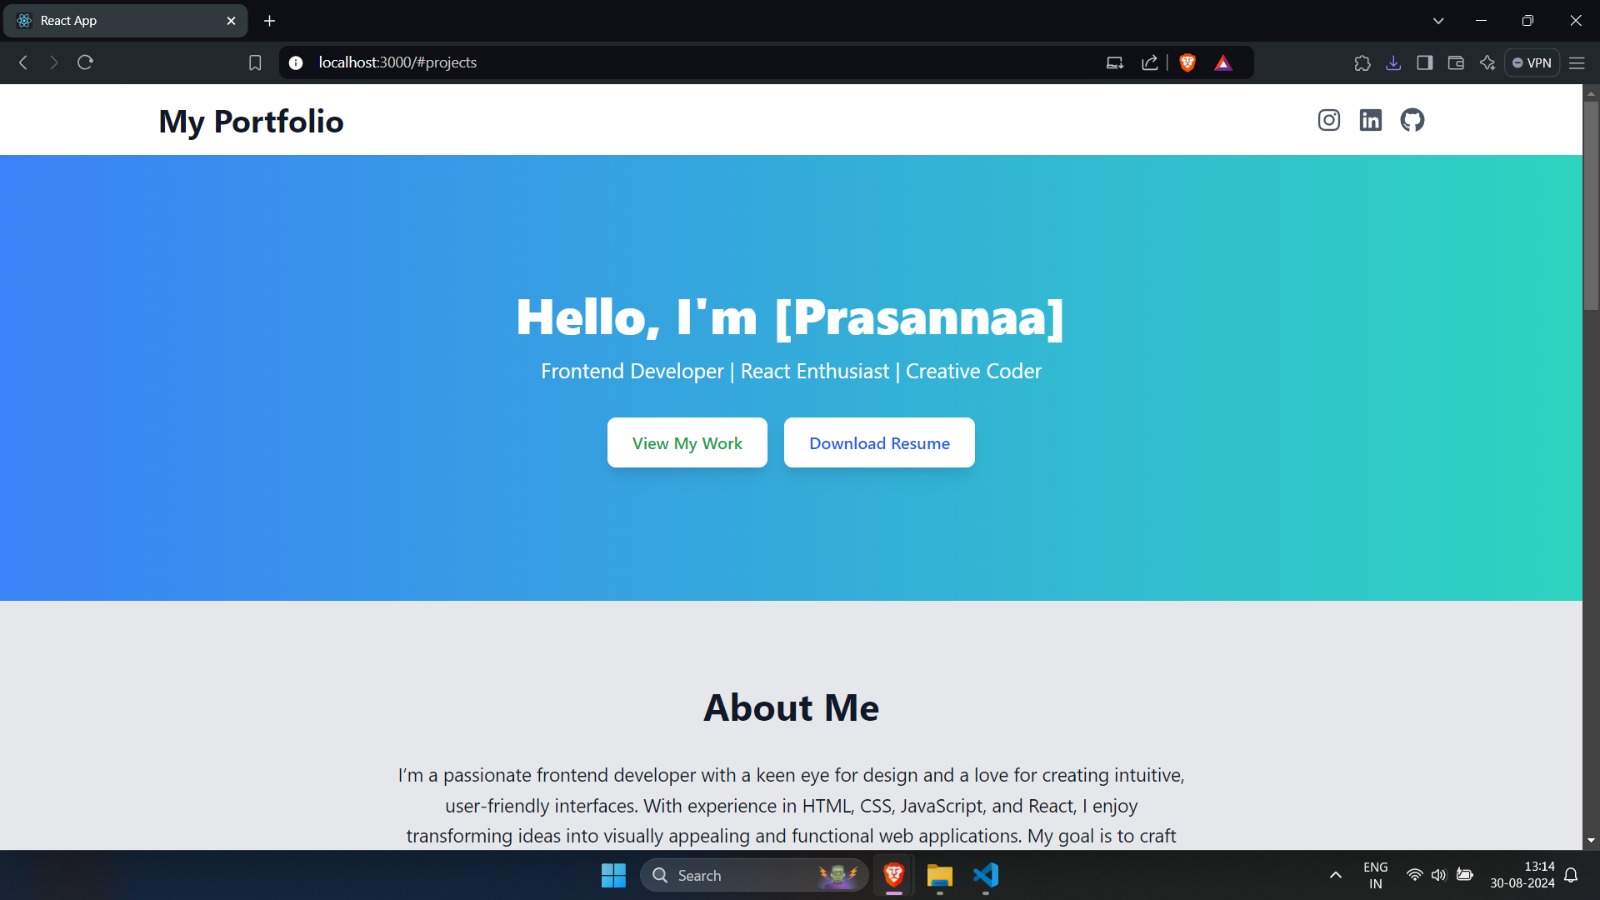 React App
localhost:3000/#projects
VPN
My Portfolio
Hello, I'm [Prasannaa]
Frontend Developer | React Enthusiast | Creative Coder
View My Work
Download Resume
About Me
I’m a passionate frontend developer with a keen eye for design and a love for creating intuitive,
user-friendly interfaces. With experience in HTML, CSS, JavaScript, and React, I enjoy
transforming ideas into visually appealing and functional web applications. My goal is to craft
Search
ENG
IN
13:14
30-08-2024